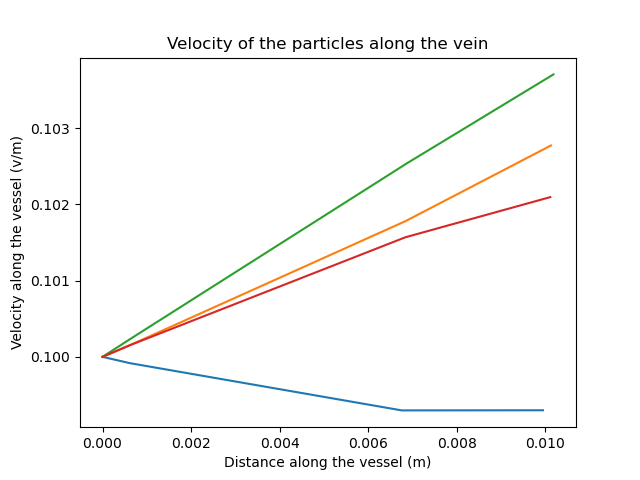 Velocity of the particles along the vein
Velocity along the vessel (v/m)
0.103
0.102
0.101
0.100
0.000 0.002 0.004 0.006 0.008 0.010
Distance along the vessel (m)